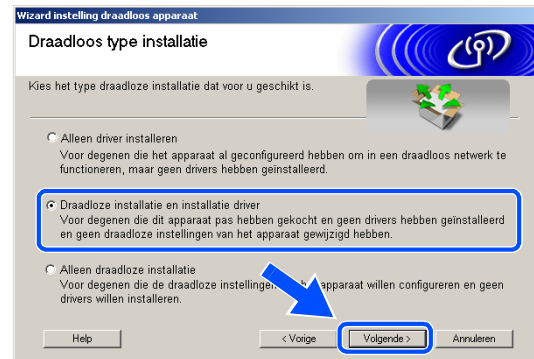 Wizard instelling draadloos apparaat
Draadloos type installatie
Kies het type draadloze installatie dat voor u geschikt is.
Alleen driver installeren
Voor degenen die het apparaat al geconfigureerd hebben om in een draadloos netwerk te
functioneren, maar geen drivers hebben geïnstalleerd.
Draadloze installatie en installatie driver
Voor degenen die dit apparaat pas hebben gekocht en geen drivers hebben geïnstalleerd
en geen draadloze instellingen van het apparaat gewijzigd hebben.
Alleen draadloze installatie
Voor degenen die de draadloze instellingen apparaat willen configureren en geen
drivers willen installeren.
Help
< Vorige
Volgende >
Annuleren